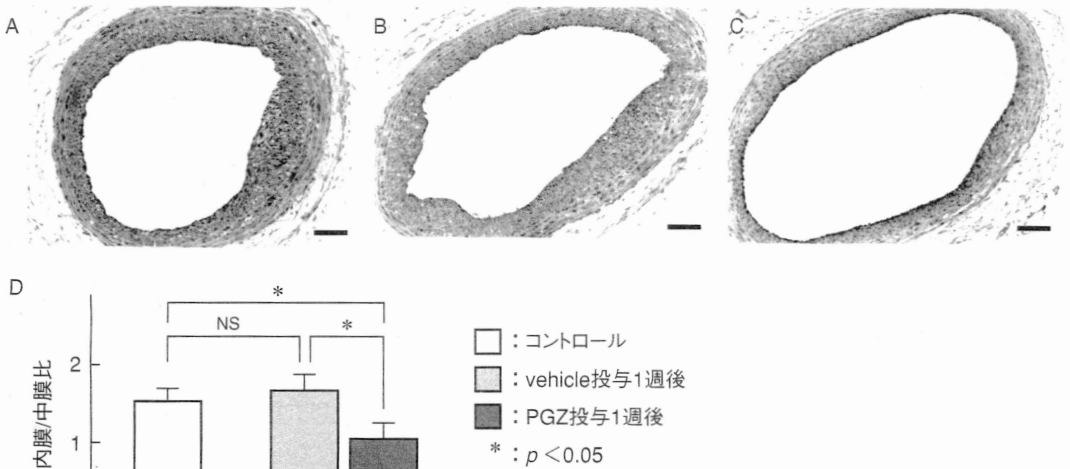 A
B
C
D
*
NS
*
2
1
内膜/中膜比
：コントロール
：vehicle投与1週後
：PGZ投与1週後
*：p＜0.05